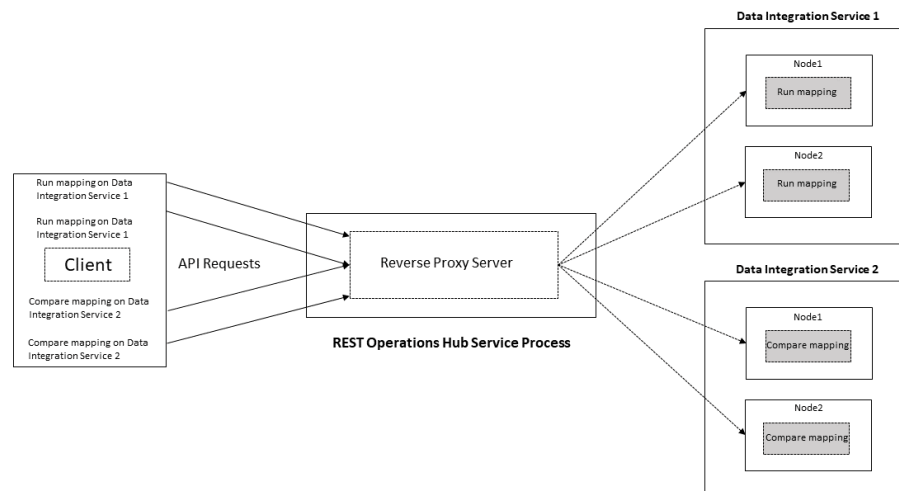 Data Integration Service 1
Node1
Run mapping
Node2
Run mapping
Run mapping on Data
Integration Service 1
Run mapping on Data
Integration Service 1
Client
API Requests
Compare mapping on Data
Integration Service 2
Compare mapping on Data
Integration Service 2
Reverse Proxy Server
REST Operations Hub Service Process
Data Integration Service 2
Node1
Compare mapping
Node2
Compare mapping